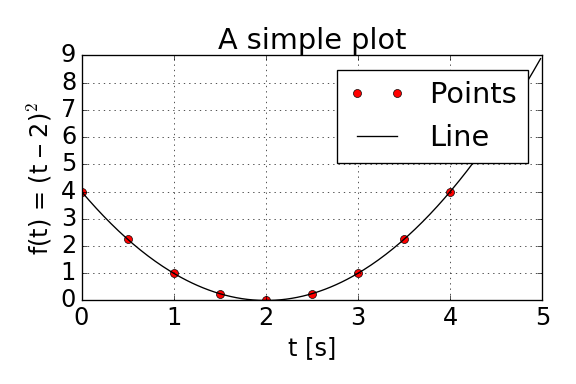 A simple plot
f(t) = (t − 2)²
9
8
7
6
5
4
3
2
1
0
Points
Line
0 1 2 3 4 5
t [s]